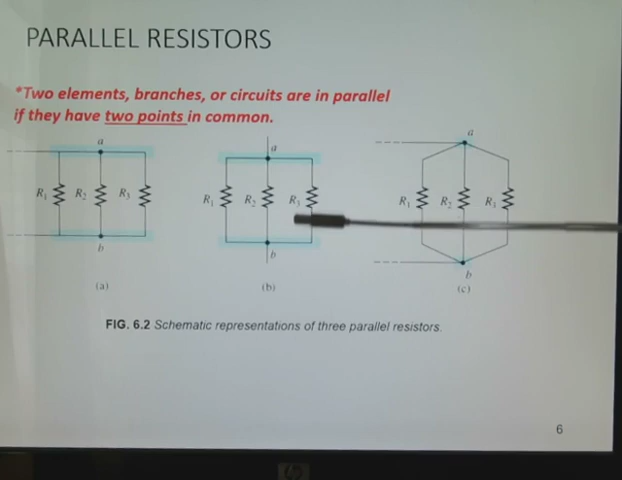 PARALLEL RESISTORS
*Two elements, branches, or circuits are in parallel
if they have two points in common.
a
R₁ R₂ R₃
b
(a)
a
R₁ R₂ R₃
b
(b)
a
R₁ R₂ R₃
b
(c)
FIG. 6.2 Schematic representations of three parallel resistors.
6
hp